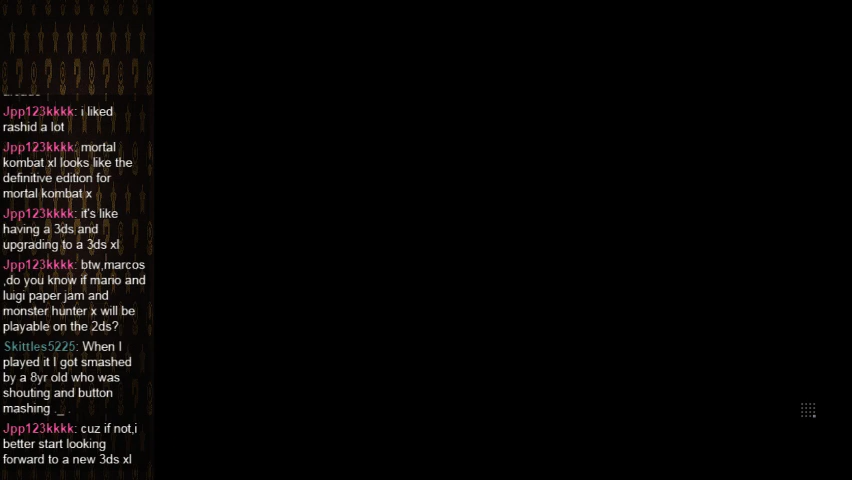 Jpp123kkkk: i liked
rashid a lot
Jpp123kkkk: mortal
kombat xl looks like the
definitive edition for
mortal kombat x
Jpp123kkkk: it's like
having a 3ds and
upgrading to a 3ds xl
Jpp123kkkk: btw,marcos
,do you know if mario and
luigi paper jam and
monster hunter x will be
playable on the 2ds?
Skittles5225: When I
played it I got smashed
by a 8yr old who was
shouting and button
mashing ._ .
Jpp123kkkk: cuz if not,i
better start looking
forward to a new 3ds xl